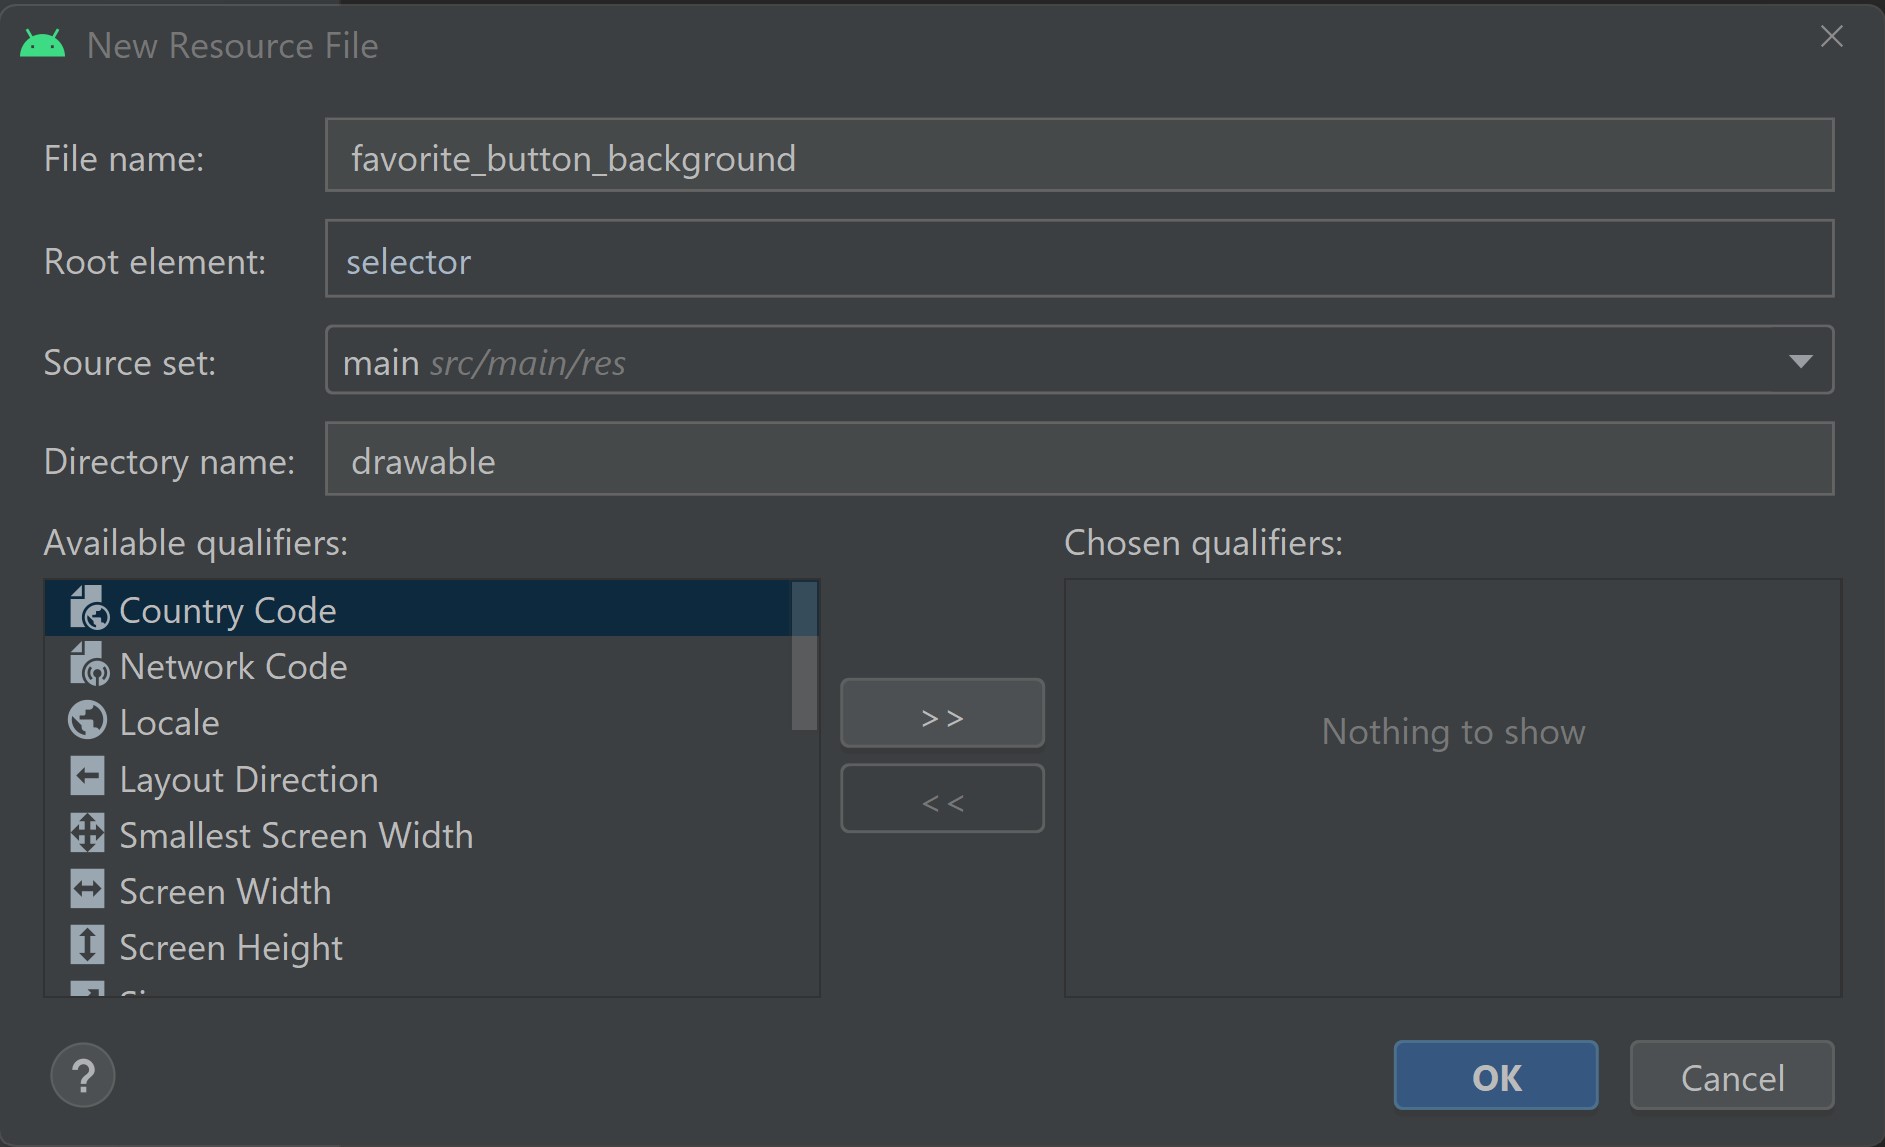 New Resource File
File name:
favorite_button_background
Root element:
selector
Source set:
main src/main/res
Directory name:
drawable
Available qualifiers:
Chosen qualifiers:
Country Code
Network Code
Locale
Layout Direction
Smallest Screen Width
Screen Width
Screen Height
>>
<<
Nothing to show
?
OK
Cancel